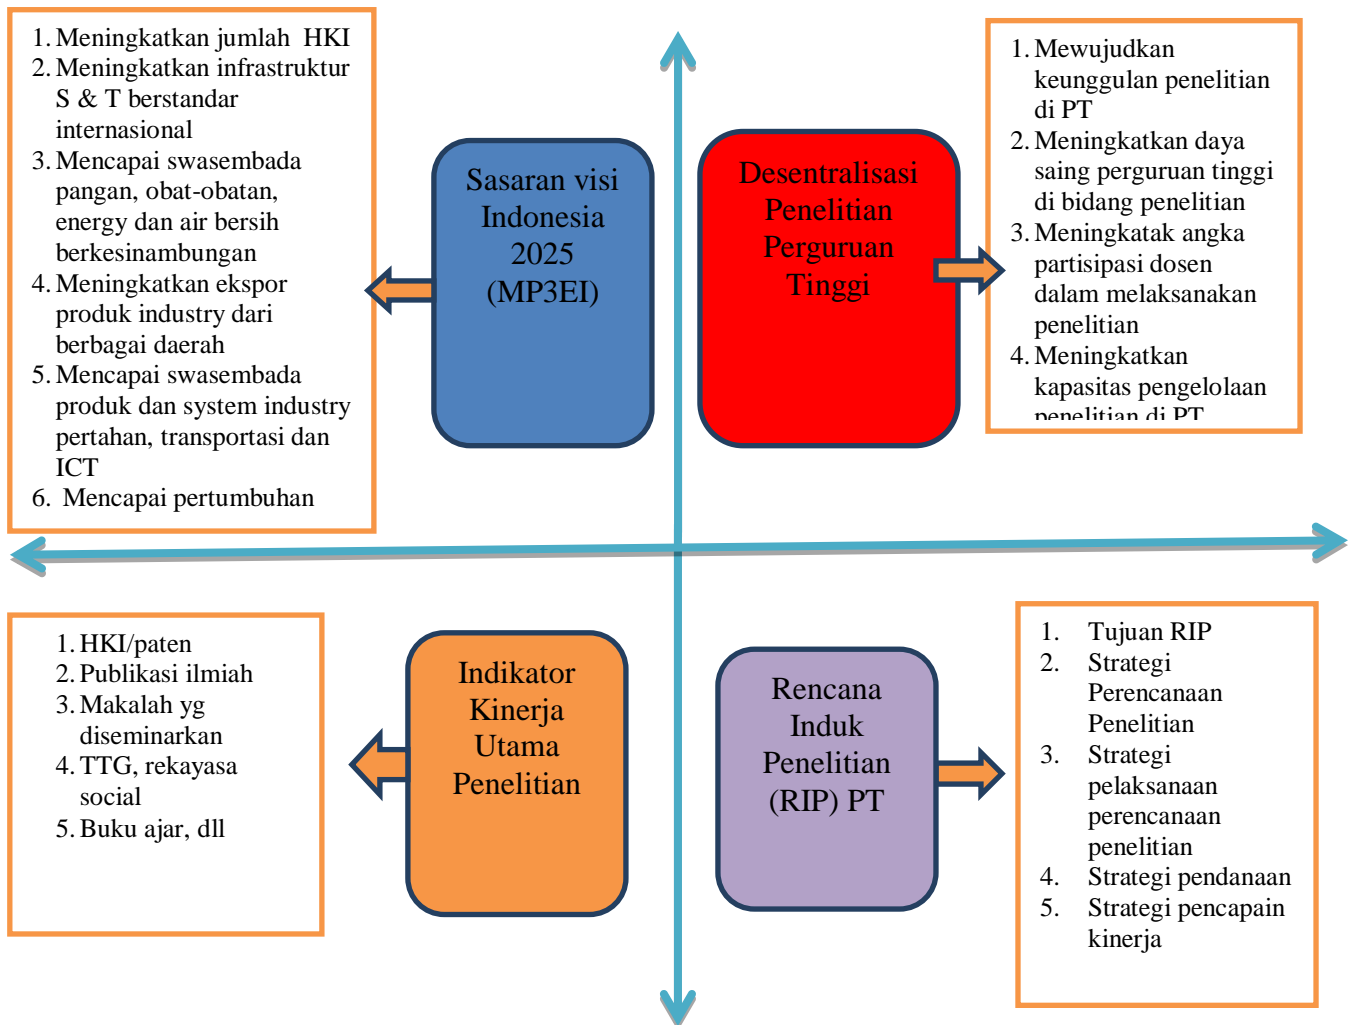 1. Meningkatkan jumlah HKI
2. Meningkatkan infrastruktur
S & T berstandar
internasional
3. Mencapai swasembada
pangan, obat-obatan,
energy dan air bersih
berkesinambungan
4. Meningkatkan ekspor
produk industry dari
berbagai daerah
5. Mencapai swasembada
produk dan system industry
pertahan, transportasi dan
ICT
6. Mencapai pertumbuhan
Sasaran visi
Indonesia
2025
(MP3EI)
Desentralisasi
Penelitian
Perguruan
Tinggi
1. Mewujudkan
keunggulan penelitian
di PT
2. Meningkatkan daya
saing perguruan tinggi
di bidang penelitian
3. Meningkatak angka
partisipasi dosen
dalam melaksanakan
penelitian
4. Meningkatkan
kapasitas pengelolaan
penelitian di PT
1. HKI/paten
2. Publikasi ilmiah
3. Makalah yg
diseminarkan
4. TTG, rekayasa
social
5. Buku ajar, dll
Indikator
Kinerja
Utama
Penelitian
Rencana
Induk
Penelitian
(RIP) PT
1. Tujuan RIP
2. Strategi
Perencanaan
Penelitian
3. Strategi
pelaksanaan
perencanaan
penelitian
4. Strategi pendanaan
5. Strategi pencapain
kinerja